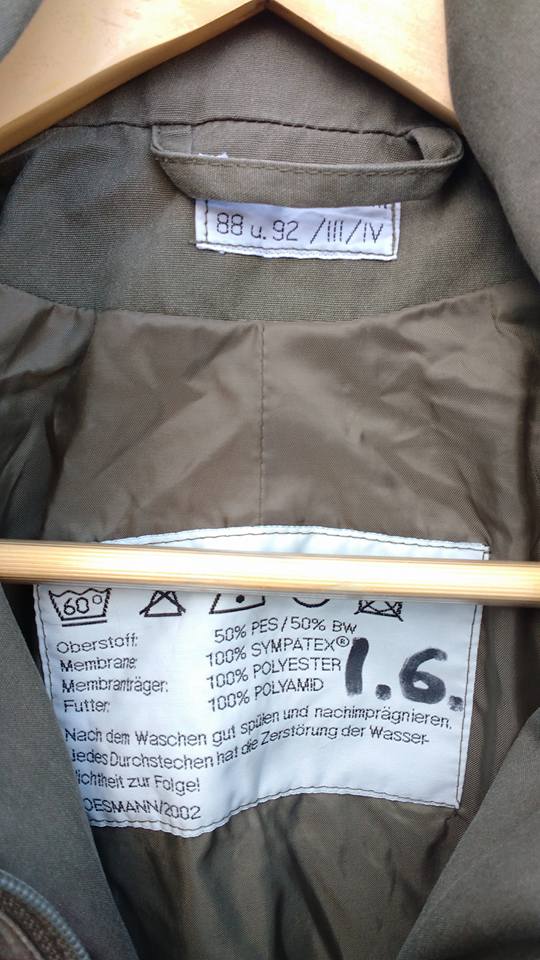 88 u. 92 /III/IV
60°
Oberstoff: 50% PES/50% BW
Membrane: 100% SYMPATEX®
Membranträger: 100% POLYESTER
Futter: 100% POLYAMID
1.6.
Nach dem Waschen gut spülen und nachimprägnieren.
Jedes Durchstechen hat die Zerstörung der Wasser-
dichtheit zur Folge!
OESMANN/2002